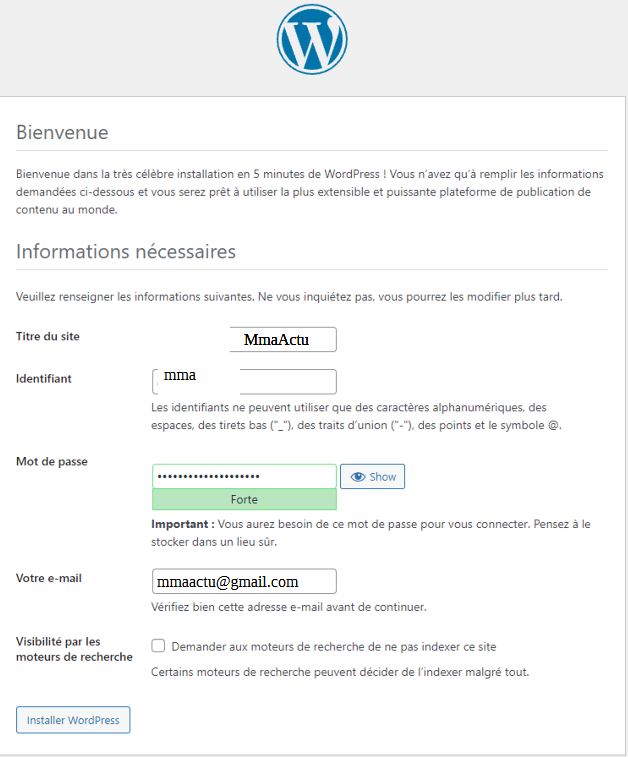 Bienvenue
Bienvenue dans la très célèbre installation en 5 minutes de WordPress ! Vous n’avez qu’à remplir les informations
demandées ci-dessous et vous serez prêt à utiliser la plus extensible et puissante plateforme de publication de
contenu au monde.
Informations nécessaires
Veuillez renseigner les informations suivantes. Ne vous inquiétez pas, vous pourrez les modifier plus tard.
Titre du site MmaActu
Identifiant mma
Les identifiants ne peuvent utiliser que des caractères alphanumériques, des
espaces, des tirets bas ("_"), des traits d’union ("-"), des points et le symbole @.
Mot de passe •••••••••••••••••••• Show
Forte
Important : Vous aurez besoin de ce mot de passe pour vous connecter. Pensez à le
stocker dans un lieu sûr.
Votre e-mail mmaactu@gmail.com
Vérifiez bien cette adresse e-mail avant de continuer.
Visibilité par les
moteurs de recherche
Demander aux moteurs de recherche de ne pas indexer ce site
Certains moteurs de recherche peuvent décider de l’indexer malgré tout.
Installer WordPress